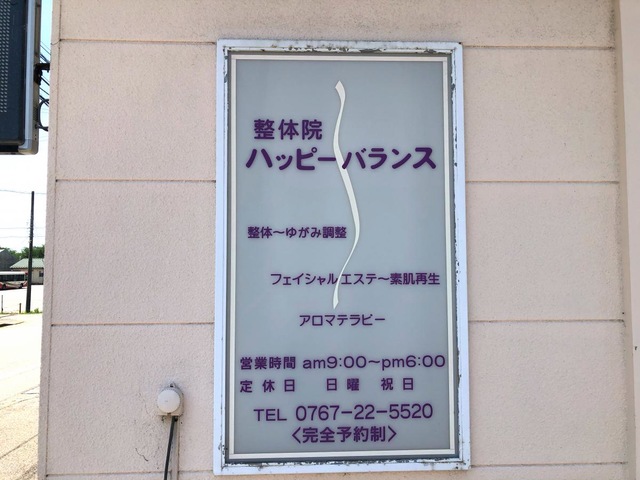 整体院
ハッピーバランス
整体～ゆがみ調整
フェイシャルエステ～素肌再生
アロマテラピー
営業時間 am9:00～pm6:00
定休日 日曜 祝日
TEL 0767-22-5520
〈完全予約制〉